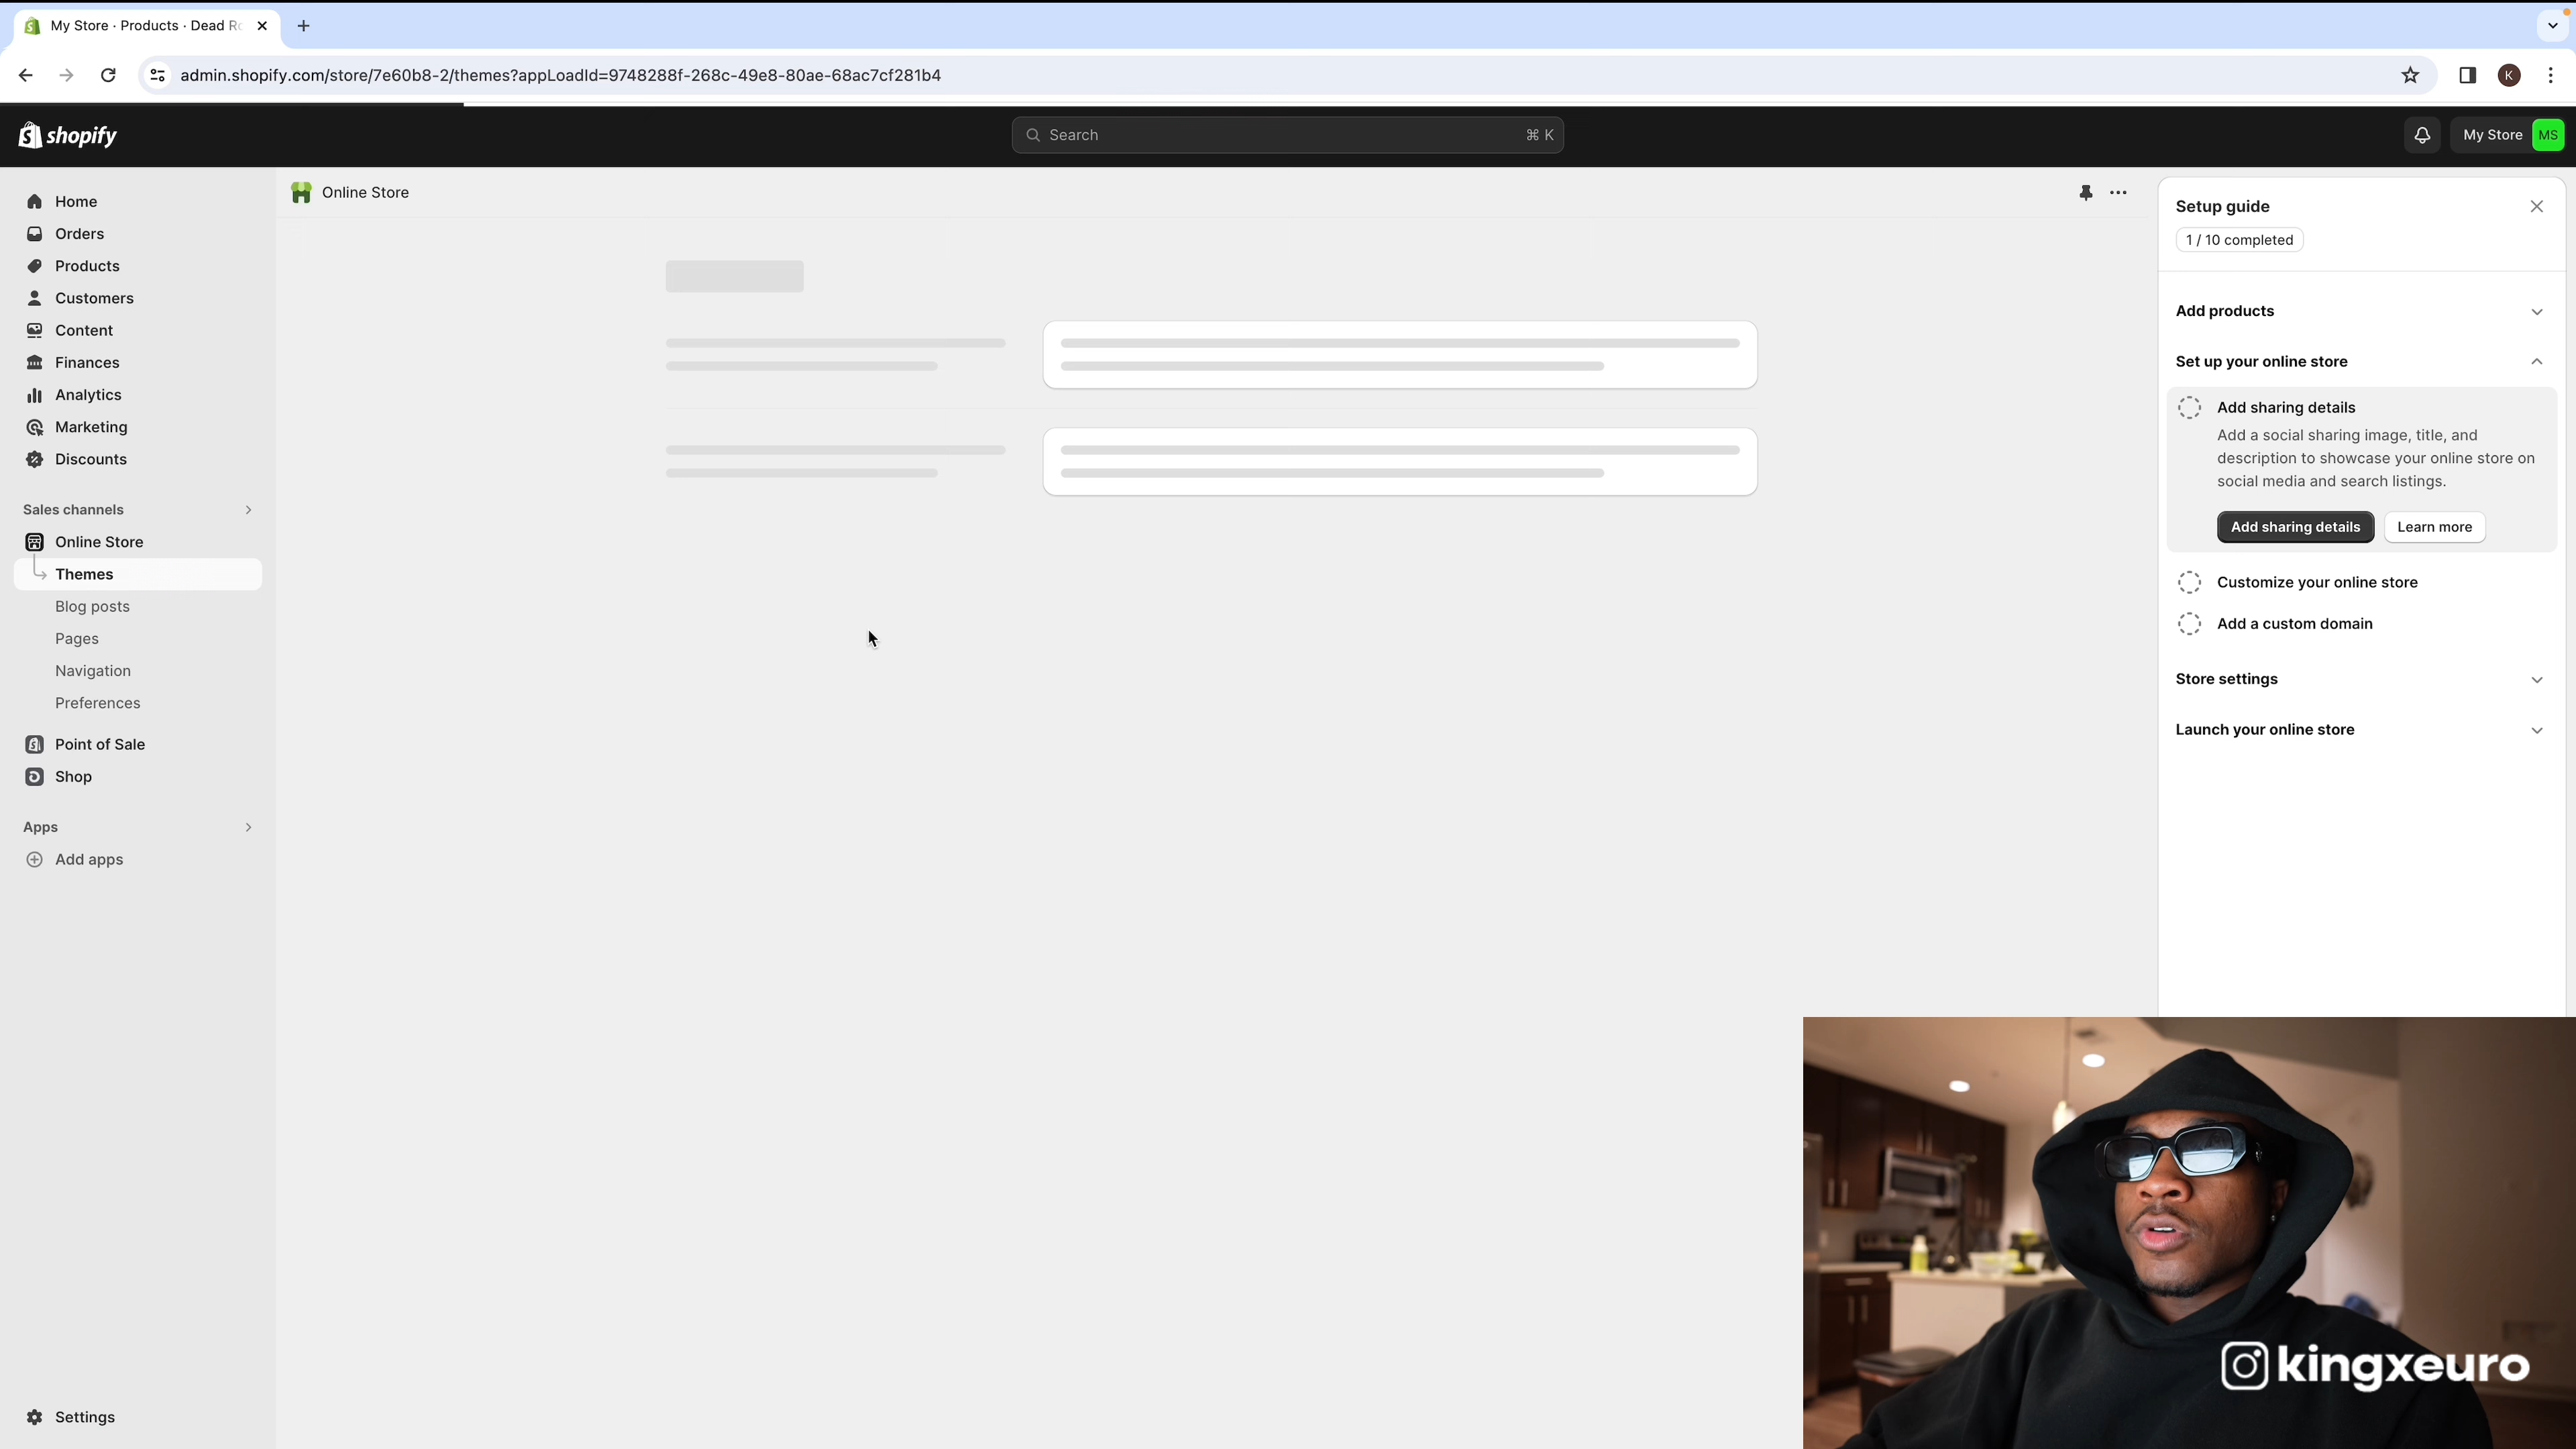 My Store · Products · Dead Ro
admin.shopify.com/store/7e60b8-2/themes?appLoadId=9748288f-268c-49e8-80ae-68ac7cf281b4
K
shopify
Search
⌘ K
My Store
MS
Home
Orders
Products
Customers
Content
Finances
Analytics
Marketing
Discounts
Sales channels
Online Store
Themes
Blog posts
Pages
Navigation
Preferences
Point of Sale
Shop
Apps
Add apps
Settings
Online Store
Setup guide
1 / 10 completed
Add products
Set up your online store
Add sharing details
Add a social sharing image, title, and
description to showcase your online store on
social media and search listings.
Add sharing details
Learn more
Customize your online store
Add a custom domain
Store settings
Launch your online store
kingxeuro